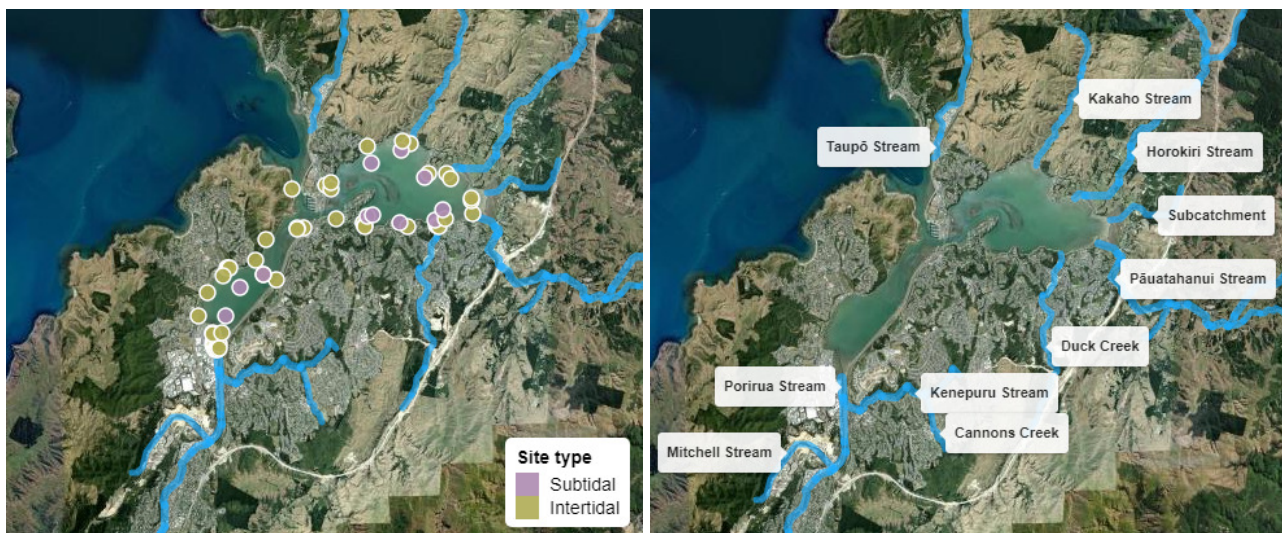 Site type
Subtidal
Intertidal
Kakaho Stream
Taupō Stream
Horokiri Stream
Subcatchment
Pāuatahanui Stream
Duck Creek
Porirua Stream
Kenepuru Stream
Cannons Creek
Mitchell Stream